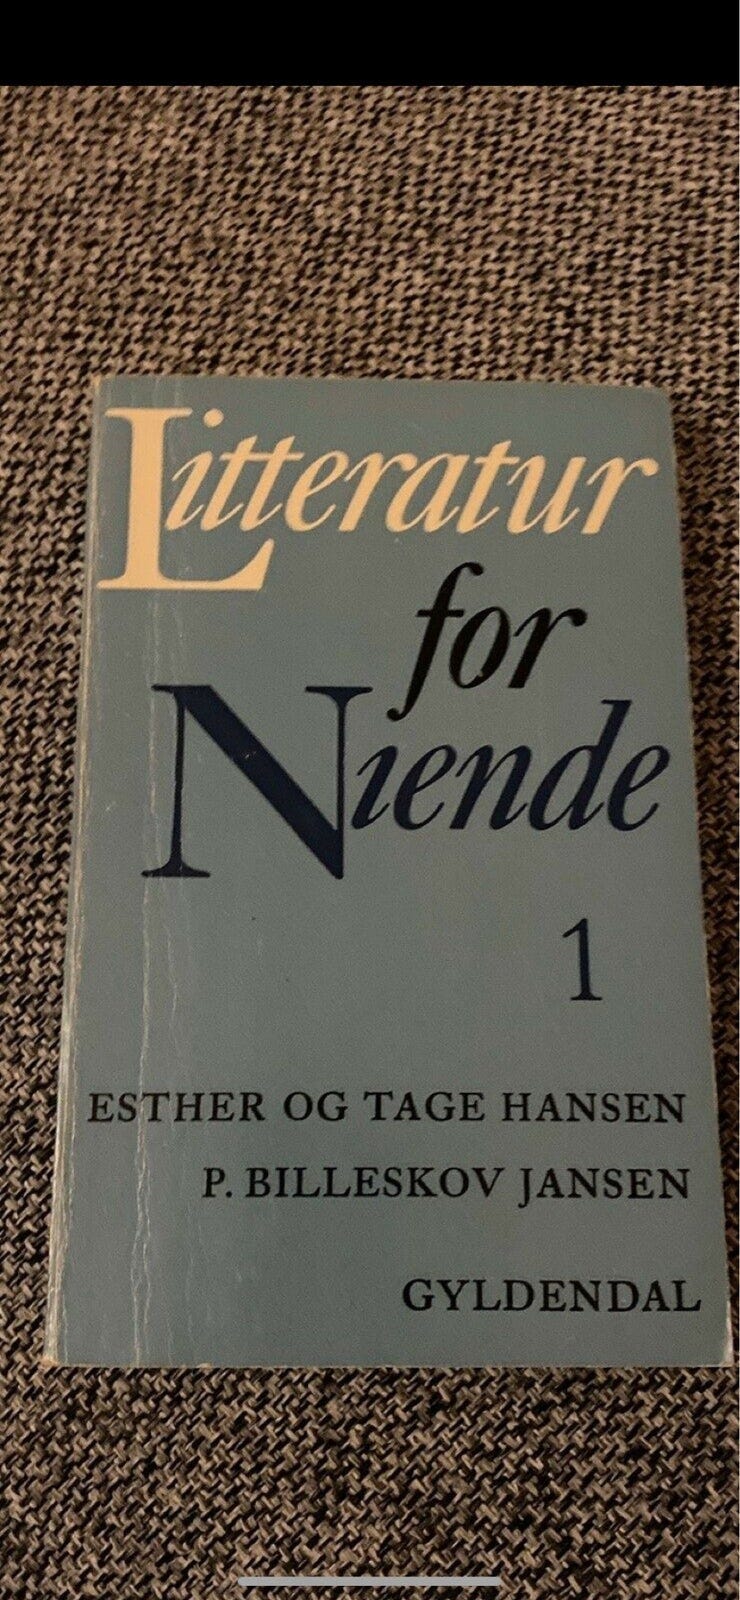 Litteratur
for
Niende
1
ESTHER OG TAGE HANSEN
P. BILLESKOV JANSEN
GYLDENDAL